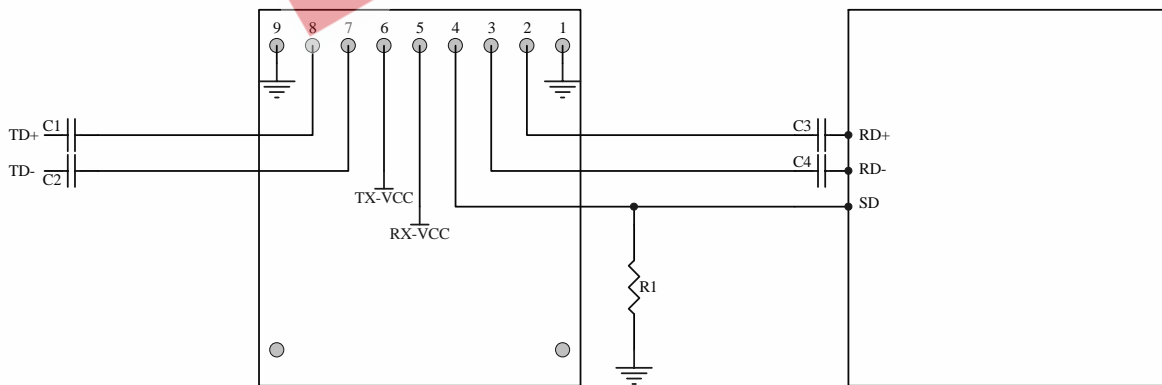 9 8 7 6 5 4 3 2 1
TD+ C1
TD- C2
C3 RD+
C4 RD-
SD
TX-VCC
RX-VCC
R1